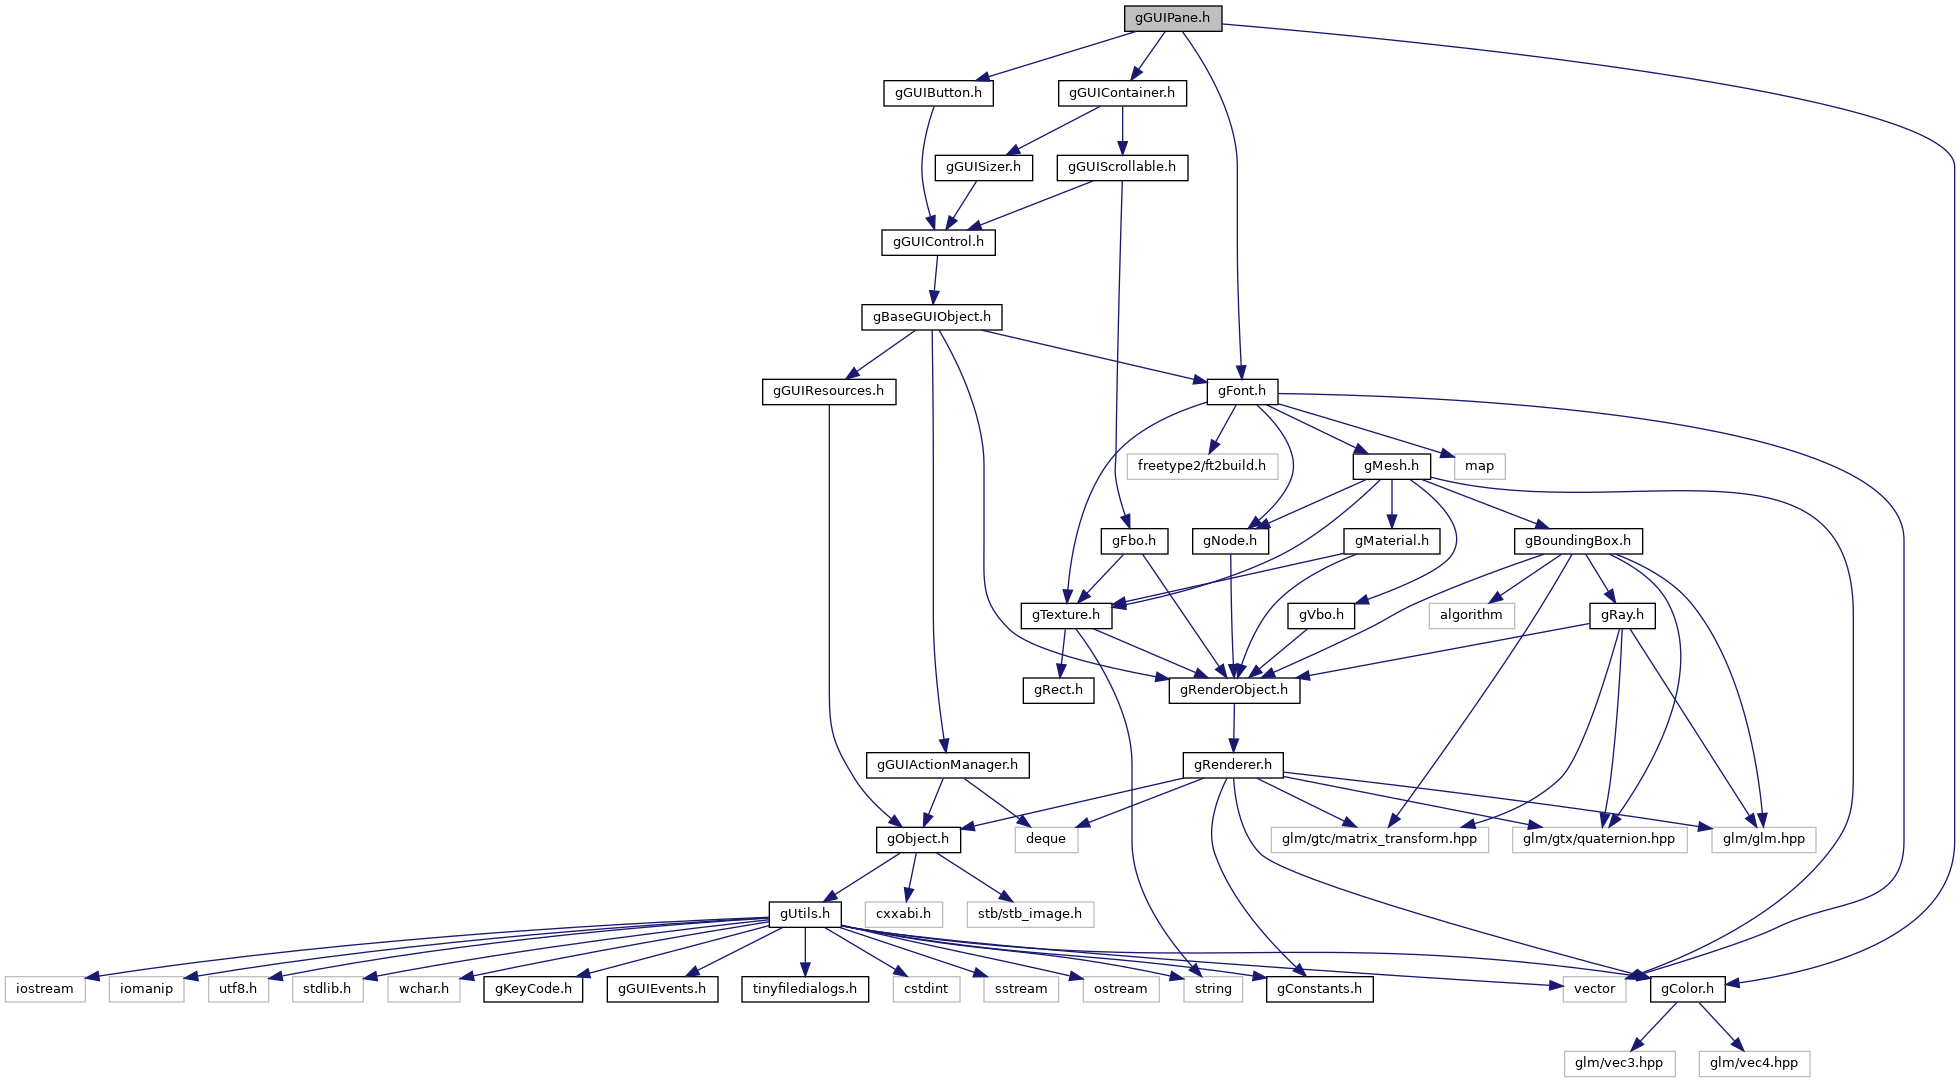 gGUIPane.h
gGUIButton.h
gGUIContainer.h
gGUISizer.h
gGUIScrollable.h
gGUIControl.h
gBaseGUIObject.h
gGUIResources.h
gFont.h
freetype2/ft2build.h
gMesh.h
map
gFbo.h
gNode.h
gMaterial.h
gBoundingBox.h
gTexture.h
gVbo.h
algorithm
gRay.h
gRect.h
gRenderObject.h
gGUIActionManager.h
gRenderer.h
gObject.h
deque
glm/gtc/matrix_transform.hpp
glm/gtx/quaternion.hpp
glm/glm.hpp
gUtils.h
cxxabi.h
stb/stb_image.h
iostream
iomanip
utf8.h
stdlib.h
wchar.h
gKeyCode.h
gGUIEvents.h
tinyfiledialogs.h
cstdint
sstream
ostream
string
gConstants.h
vector
gColor.h
glm/vec3.hpp
glm/vec4.hpp